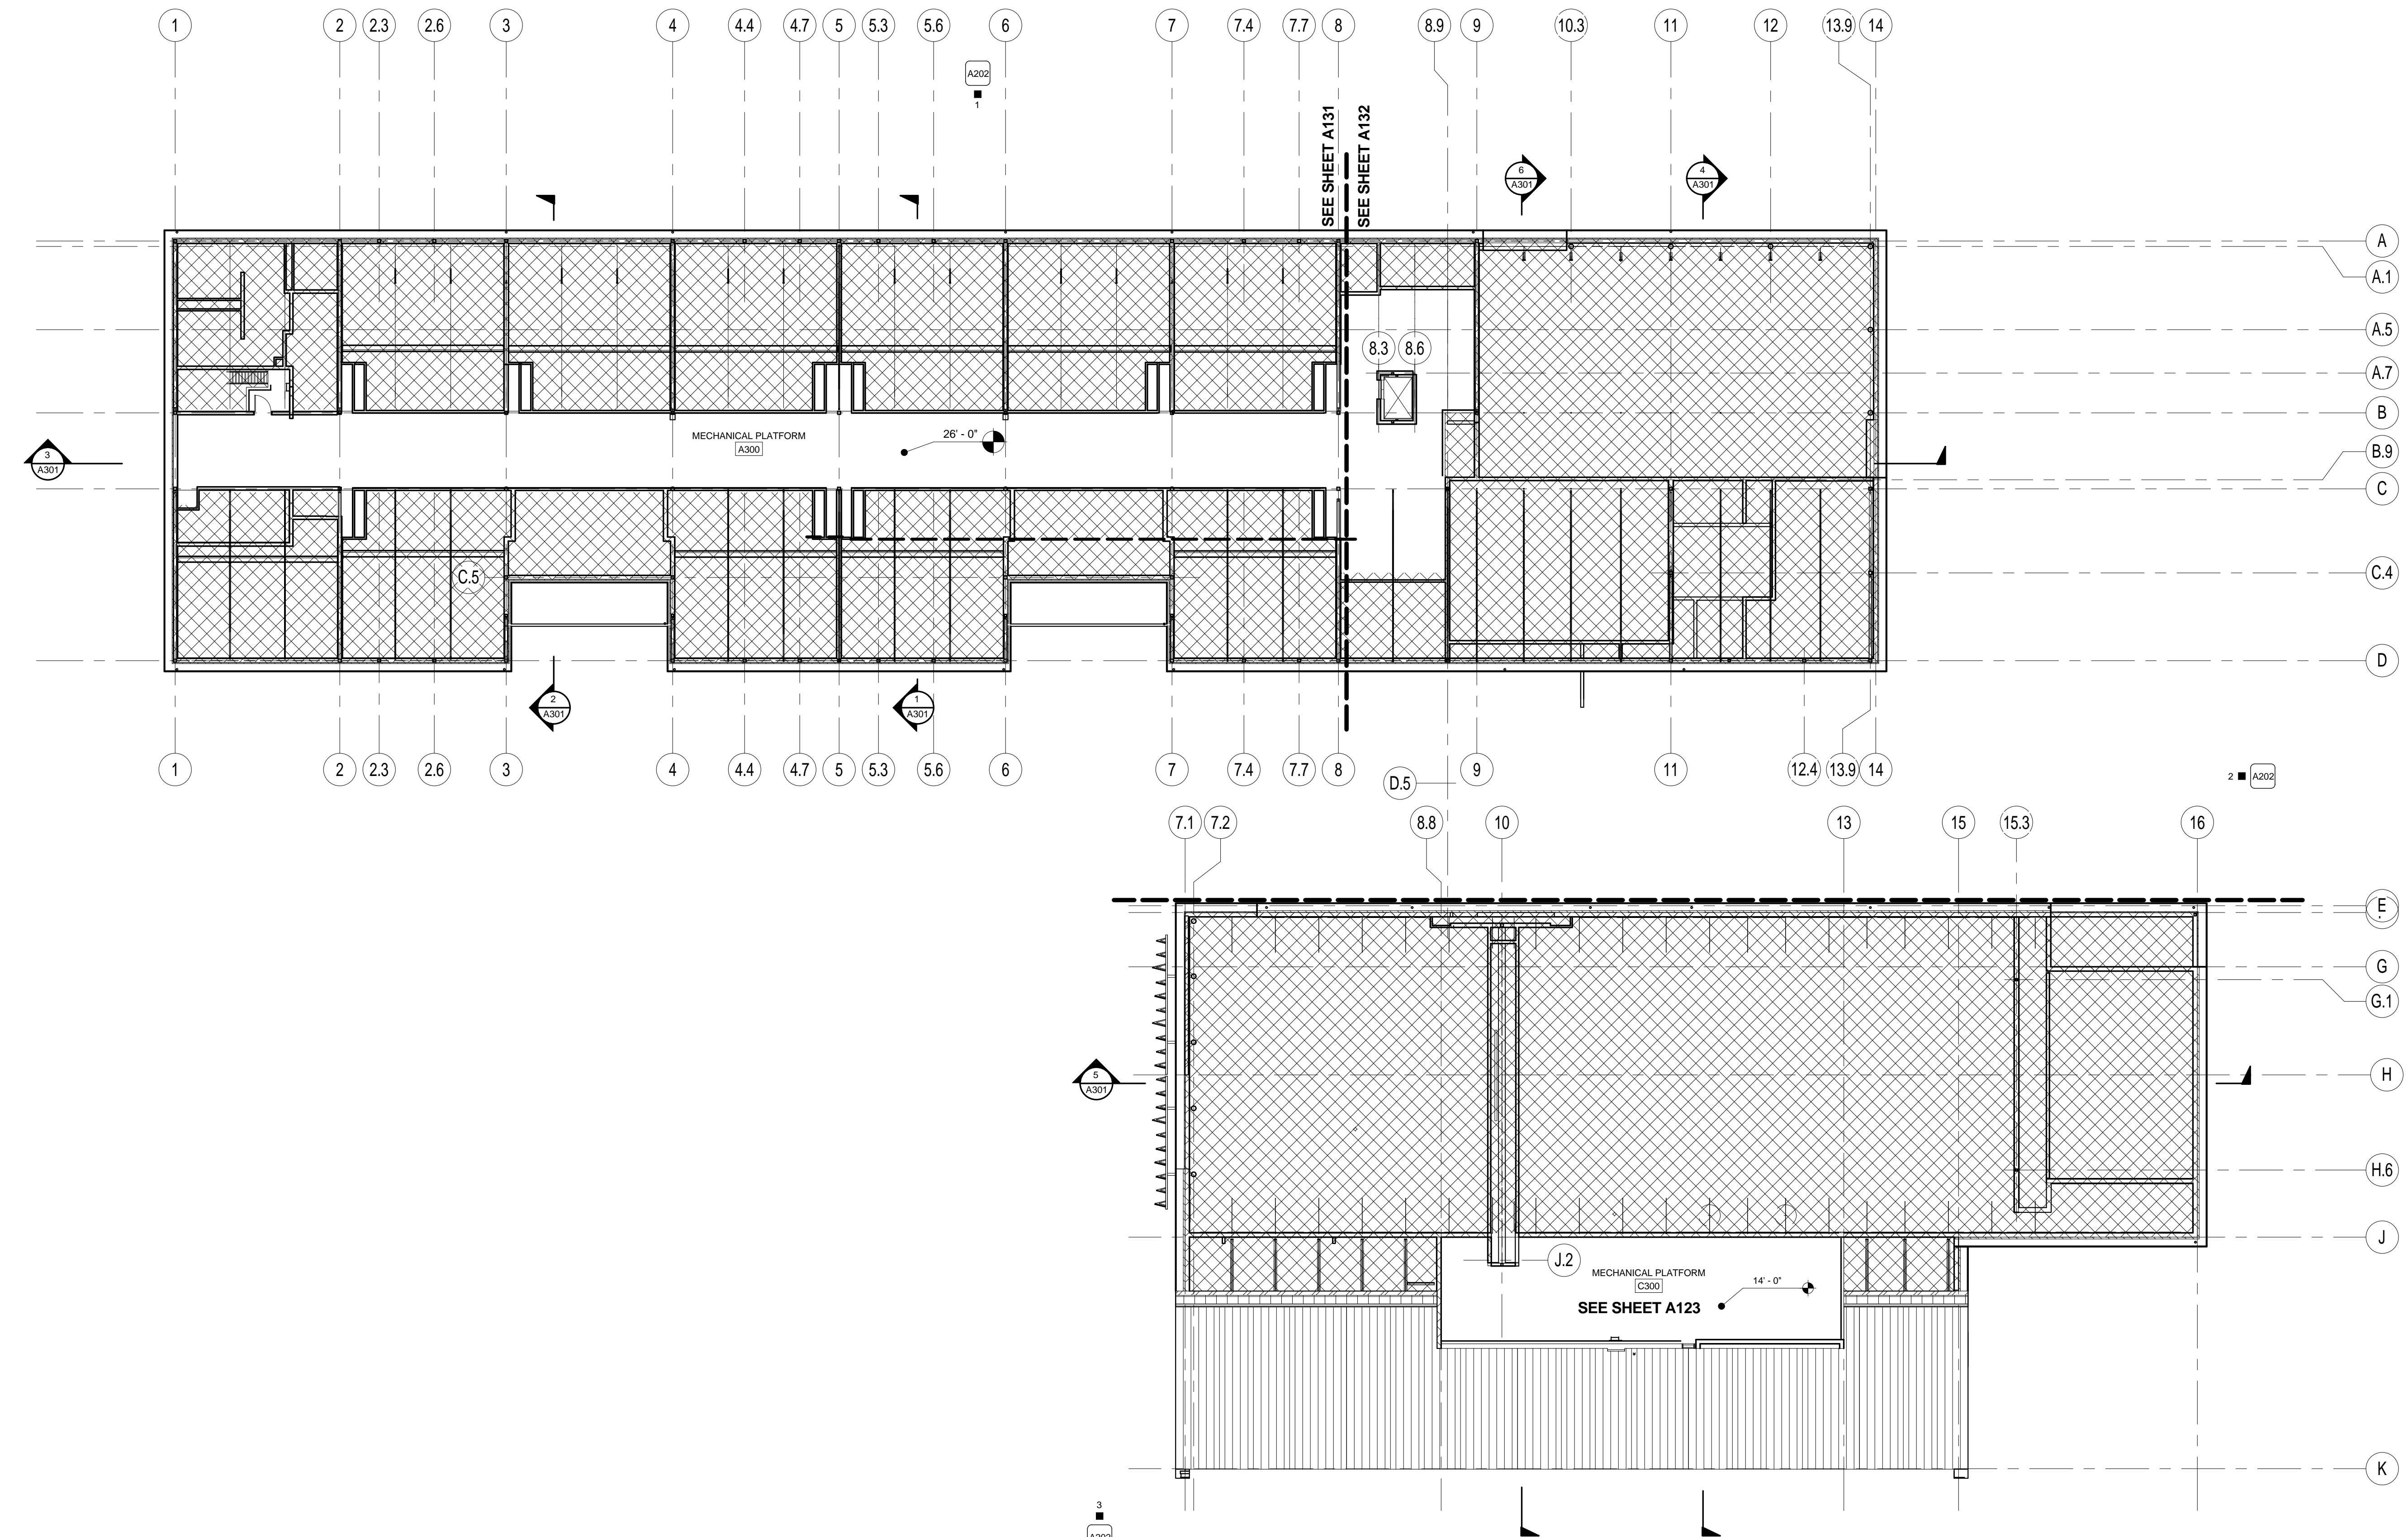 1 2 2.3 2.6 3 4 4.4 4.7 5 5.3 5.6 6 7 7.4 7.7 8 8.9 9 10.3 11 12 13.9 14
A202
1
SEE SHEET A131
SEE SHEET A132
6
A301
4
A301
A
A.1
A.5
8.3 8.6
A.7
B
MECHANICAL PLATFORM
A300
26' - 0"
3
A301
B.9
C
C.5
C.4
D
2
A301
1
A301
1 2 2.3 2.6 3 4 4.4 4.7 5 5.3 5.6 6 7 7.4 7.7 8 9 11 12.4 13.9 14
D.5
2 A202
7.1 7.2 8.8 10 13 15 15.3 16
E
G
G.1
5
A301
H
H.6
J
J.2
MECHANICAL PLATFORM
C300
14' - 0"
SEE SHEET A123
K
3